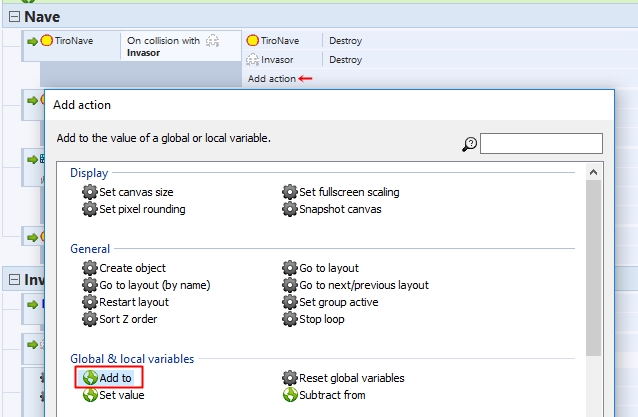 Nave
TiroNave On collision with Invasor TiroNave Destroy
Invasor Destroy
Add action
Add action
Add to the value of a global or local variable.
Display
Set canvas size Set fullscreen scaling
Set pixel rounding Snapshot canvas
General
Create object Go to layout
Go to layout (by name) Go to next/previous layout
Restart layout Set group active
Sort Z order Stop loop
Inv
Global & local variables
Add to Reset global variables
Set value Subtract from